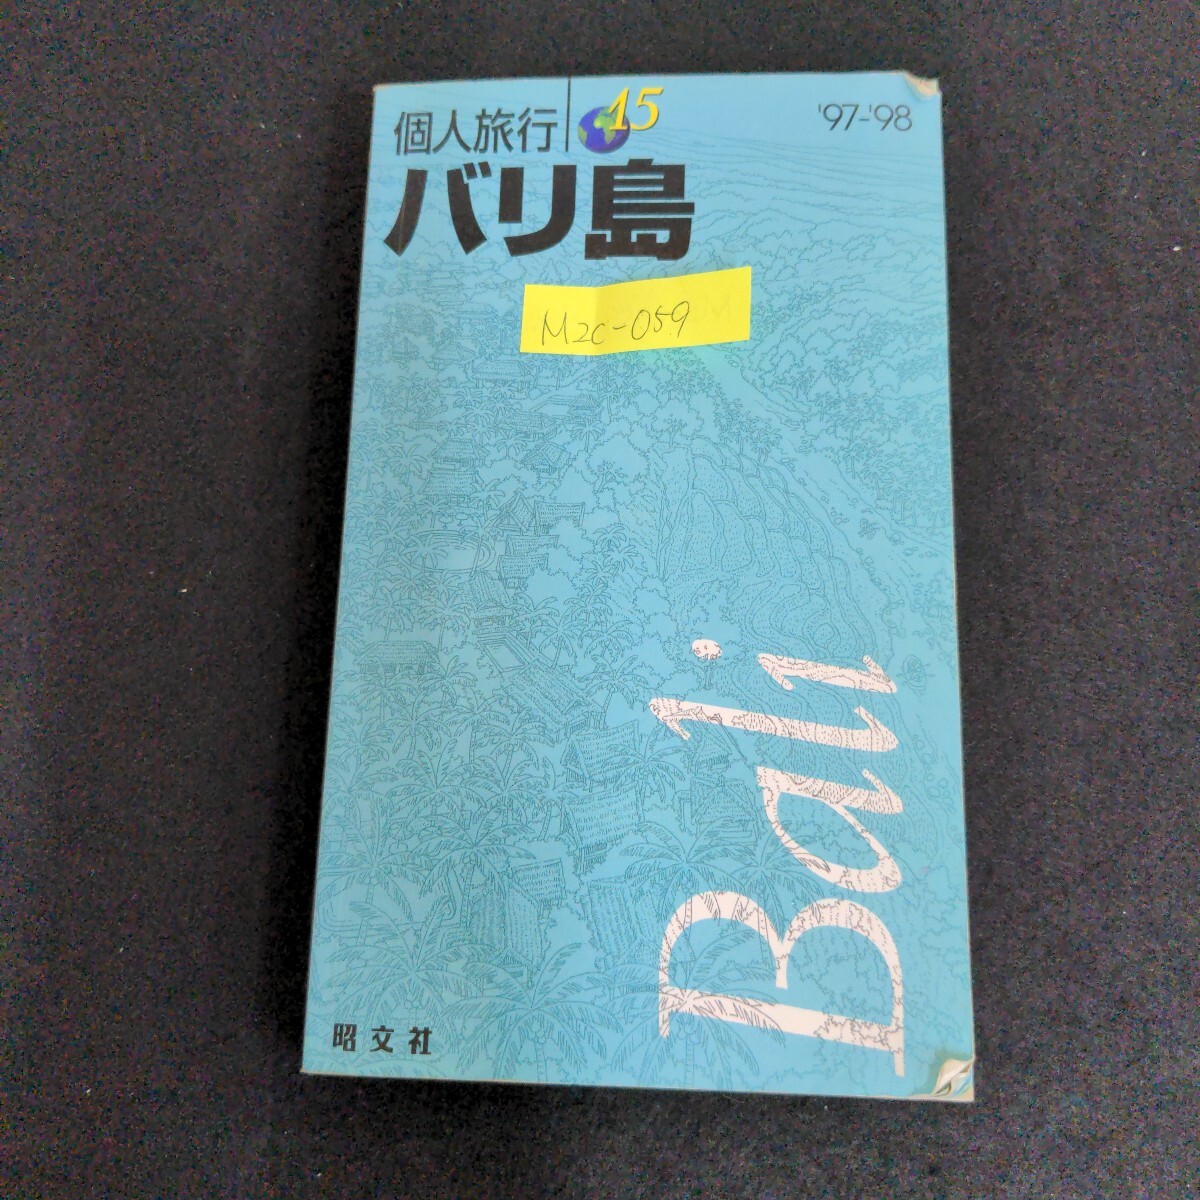 個人旅行 15
'97-'98
バリ島
M2C-059
Bali
昭文社